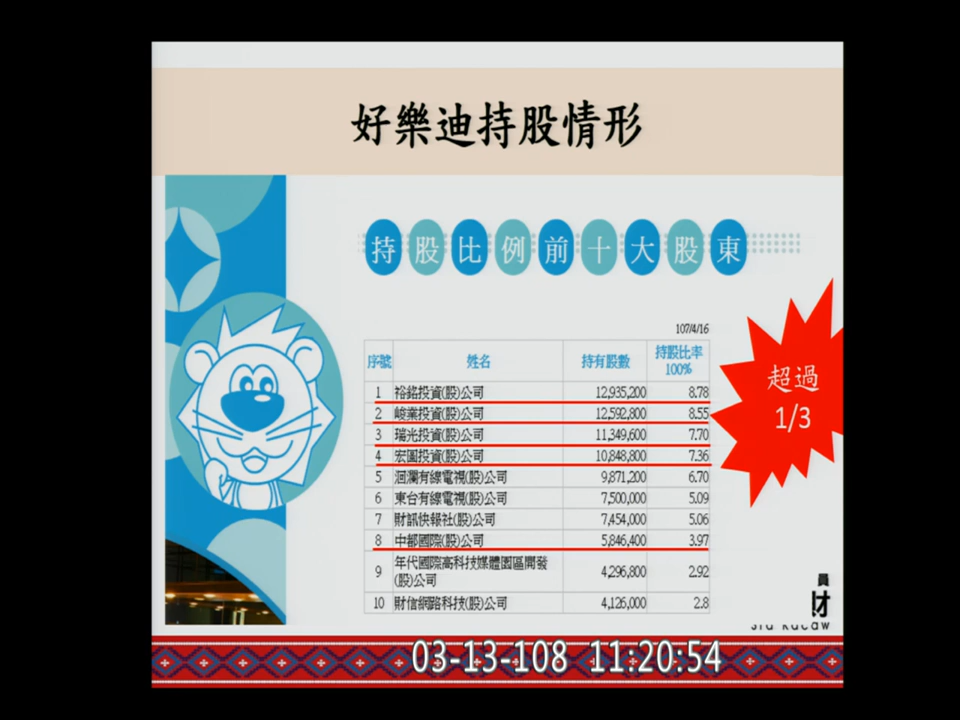 好樂迪持股情形
持股比例前十大股東
107/4/16
序號 姓名 持有股數 持股比率 100%
1 裕銘投資(股)公司 12,935,200 8.78
2 峻業投資(股)公司 12,592,800 8.55
3 瑞光投資(股)公司 11,349,600 7.70
4 宏圖投資(股)公司 10,848,800 7.36
5 洄瀾有線電視(股)公司 9,871,200 6.70
6 東台有線電視(股)公司 7,500,000 5.09
7 財訊快報社(股)公司 7,454,000 5.06
8 中都國際(股)公司 5,846,400 3.97
9 年代國際高科技媒體園區開發(股)公司 4,296,800 2.92
10 財信網路科技(股)公司 4,126,000 2.8
超過
1/3
員
財
03-13-108 11:20:54